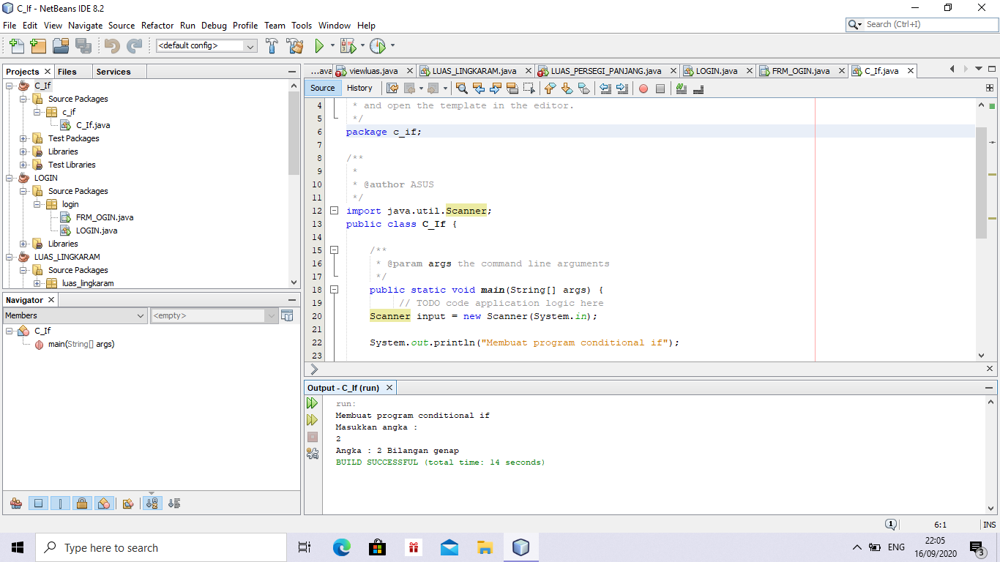 C_If - NetBeans IDE 8.2
File Edit View Navigate Source Refactor Run Debug Profile Team Tools Window Help
Search (Ctrl+I)
<default config>
Projects Files Services
C_If
Source Packages
c_if
C_If.java
Test Packages
Libraries
Test Libraries
LOGIN
Source Packages
login
FRM_OGIN.java
LOGIN.java
Libraries
LUAS_LINGKARAM
Source Packages
luas_lingkaram
Navigator
Members <empty>
C_If
main(String[] args)
...ava viewluas.java LUAS_LINGKARAM.java LUAS_PERSEGI_PANJANG.java LOGIN.java FRM_OGIN.java C_If.java
Source History
4 * and open the template in the editor.
5 */
6 package c_if;
7
8 /**
9 *
10 * @author ASUS
11 */
12 import java.util.Scanner;
13 public class C_If {
14
15 /**
16 * @param args the command line arguments
17 */
18 public static void main(String[] args) {
19 // TODO code application logic here
20 Scanner input = new Scanner(System.in);
21
22 System.out.println("Membuat program conditional if");
23
Output - C_If (run)
run:
Membuat program conditional if
Masukkan angka :
2
Angka : 2 Bilangan genap
BUILD SUCCESSFUL (total time: 14 seconds)
1 6:1 INS
Type here to search
ENG
22:05
16/09/2020
3